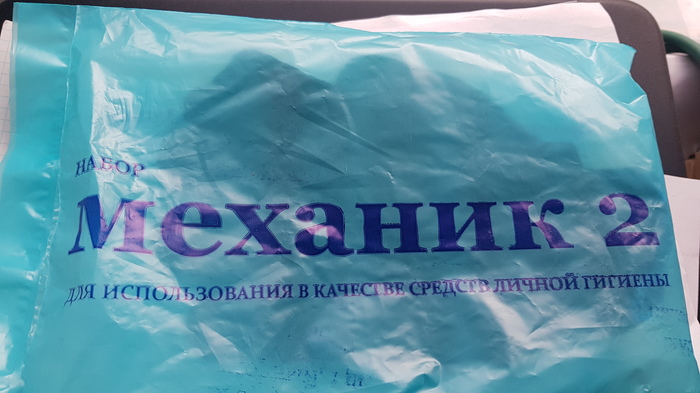 НАБОР
Механик 2
ДЛЯ ИСПОЛЬЗОВАНИЯ В КАЧЕСТВЕ СРЕДСТВ ЛИЧНОЙ ГИГИЕНЫ